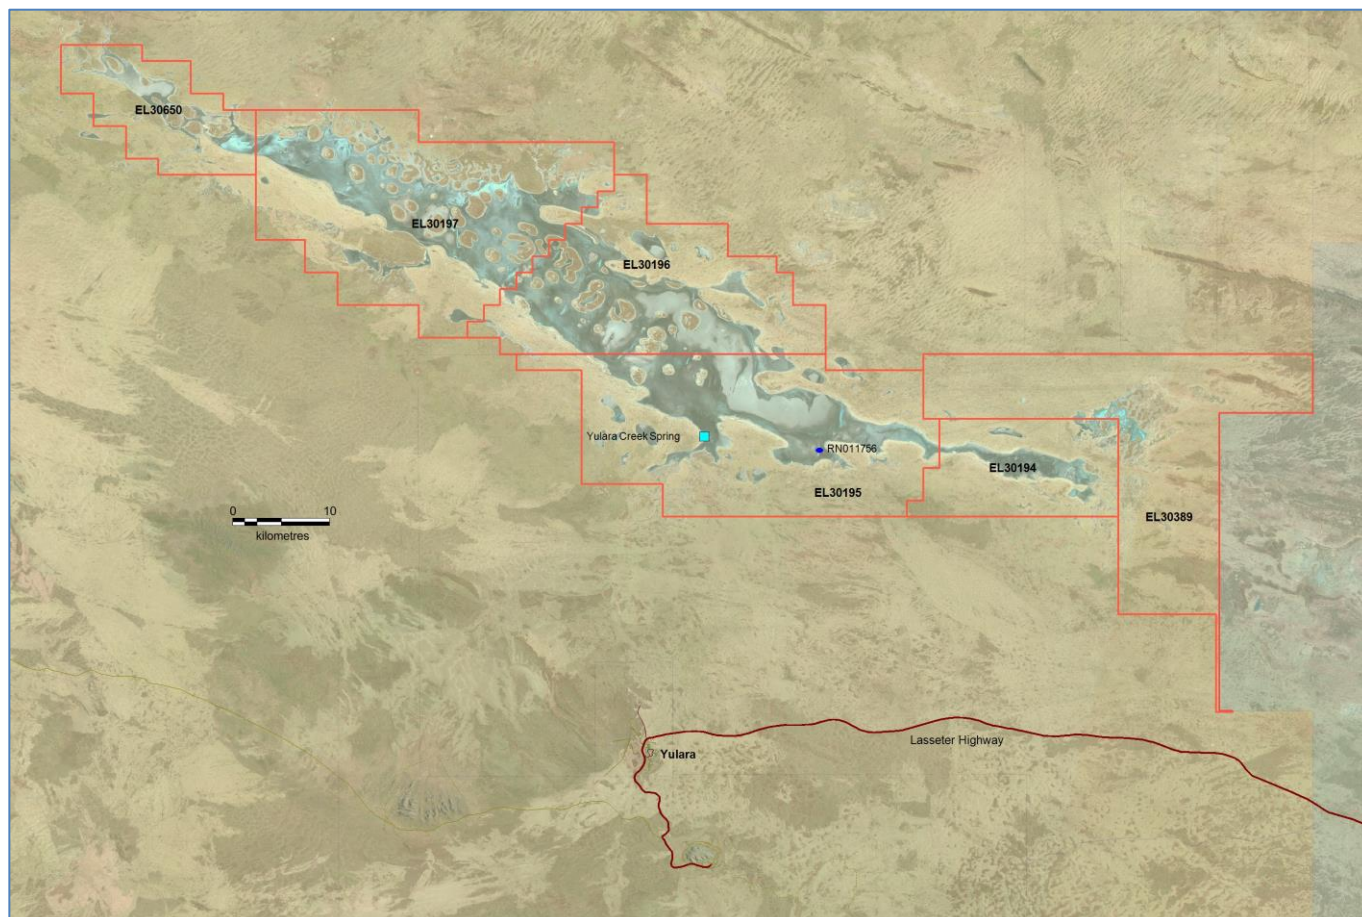 EL30650
EL30197
EL30196
Yulara Creek Spring
RN011756
EL30194
EL30195
EL30389
0 10
kilometres
Lasseter Highway
Yulara